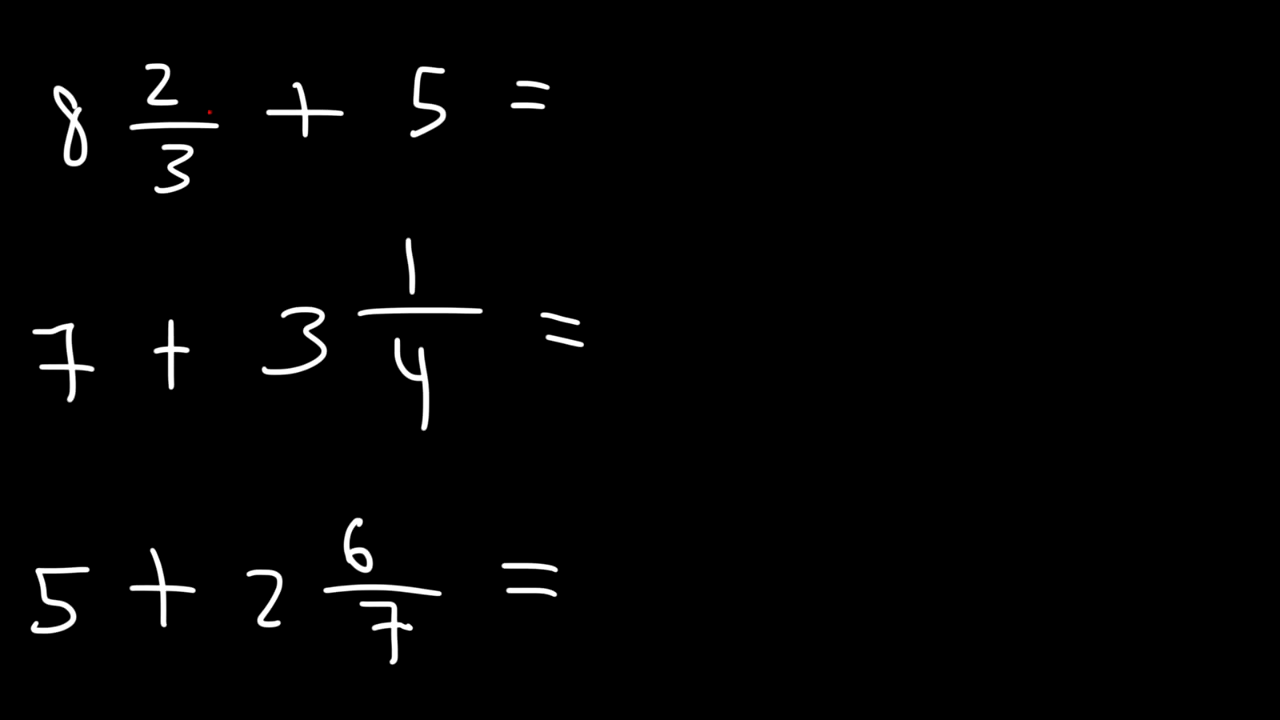 8 2/3 + 5 =
7 + 3 1/4 =
5 + 2 6/7 =